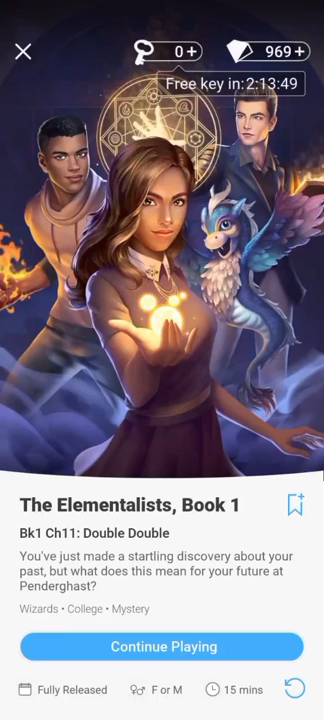 0 +
969 +
Free key in:2:13:49
The Elementalists, Book 1
Bk1 Ch11: Double Double
You've just made a startling discovery about your
past, but what does this mean for your future at
Penderghast?
Wizards • College • Mystery
Continue Playing
Fully Released
F or M
15 mins